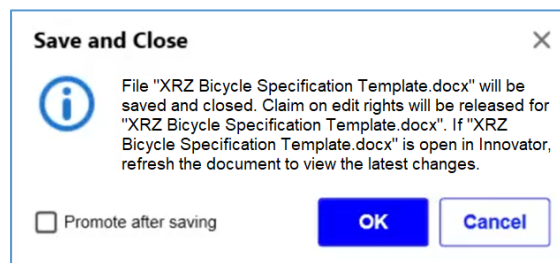 Save and Close
File "XRZ Bicycle Specification Template.docx" will be
saved and closed. Claim on edit rights will be released for
"XRZ Bicycle Specification Template.docx". If "XRZ
Bicycle Specification Template.docx" is open in Innovator,
refresh the document to view the latest changes.
Promote after saving
OK
Cancel